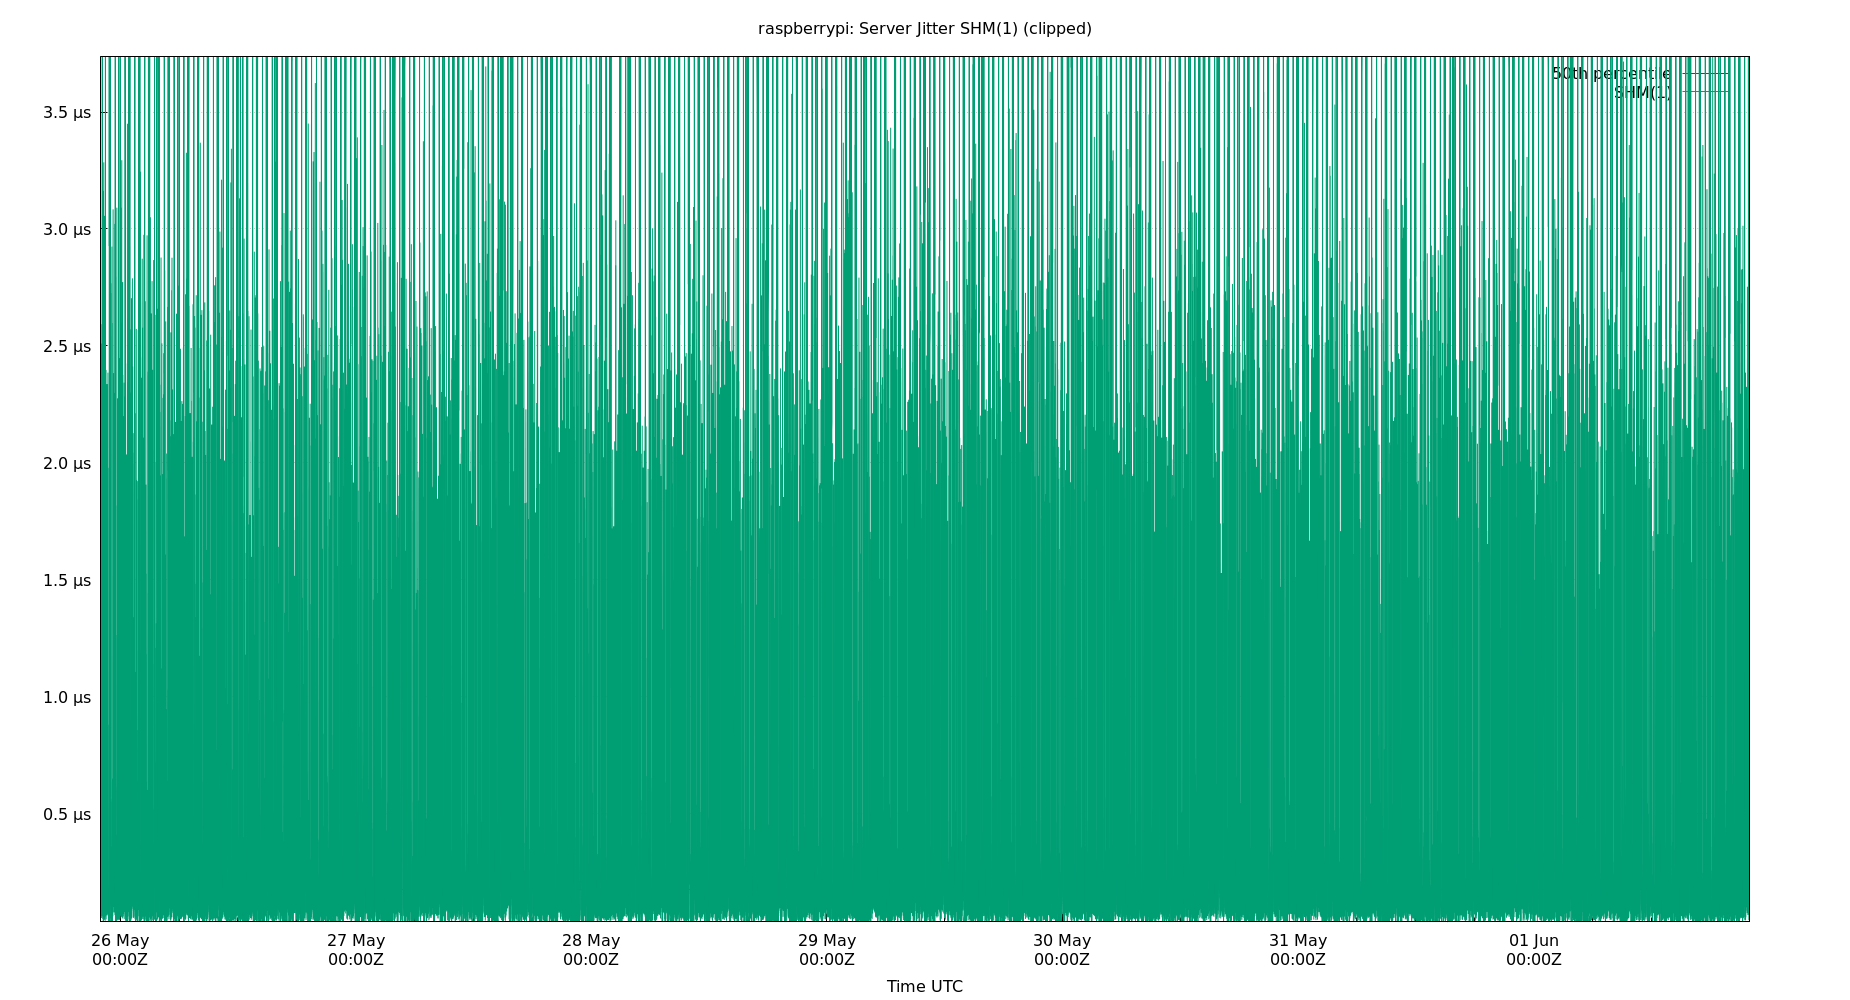 raspberrypi: Server Jitter SHM(1) (clipped)
50th percentile
SHM(1)
3.5 µs
3.0 µs
2.5 µs
2.0 µs
1.5 µs
1.0 µs
0.5 µs
26 May 27 May 28 May 29 May 30 May 31 May 01 Jun
00:00Z 00:00Z 00:00Z 00:00Z 00:00Z 00:00Z 00:00Z
Time UTC